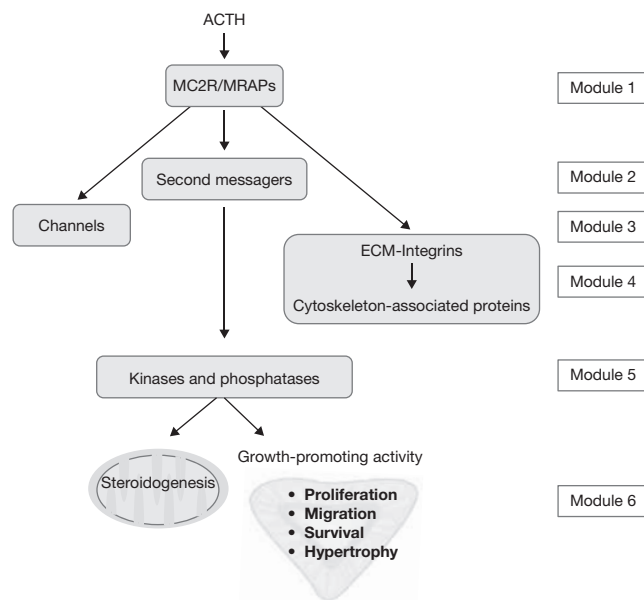 ACTH
MC2R/MRAPs
Module 1
Second messagers
Module 2
Channels
Module 3
ECM-Integrins
Module 4
Cytoskeleton-associated proteins
Kinases and phosphatases
Module 5
Growth-promoting activity
Steroidogenesis
• Proliferation
• Migration
• Survival
• Hypertrophy
Module 6